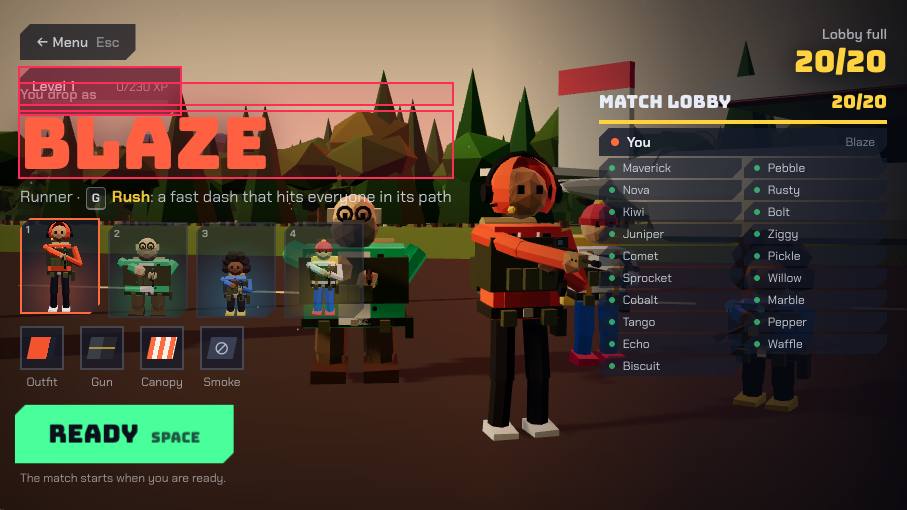 ← Menu Esc
Level 1 0/230 XP
You drop as
BLAZE
Runner · G Rush: a fast dash that hits everyone in its path
1
2
3
4
Outfit Gun Canopy Smoke
READY SPACE
The match starts when you are ready.
Lobby full
20/20
MATCH LOBBY 20/20
You Blaze
Maverick Pebble
Nova Rusty
Kiwi Bolt
Juniper Ziggy
Comet Pickle
Sprocket Willow
Cobalt Marble
Tango Pepper
Echo Waffle
Biscuit